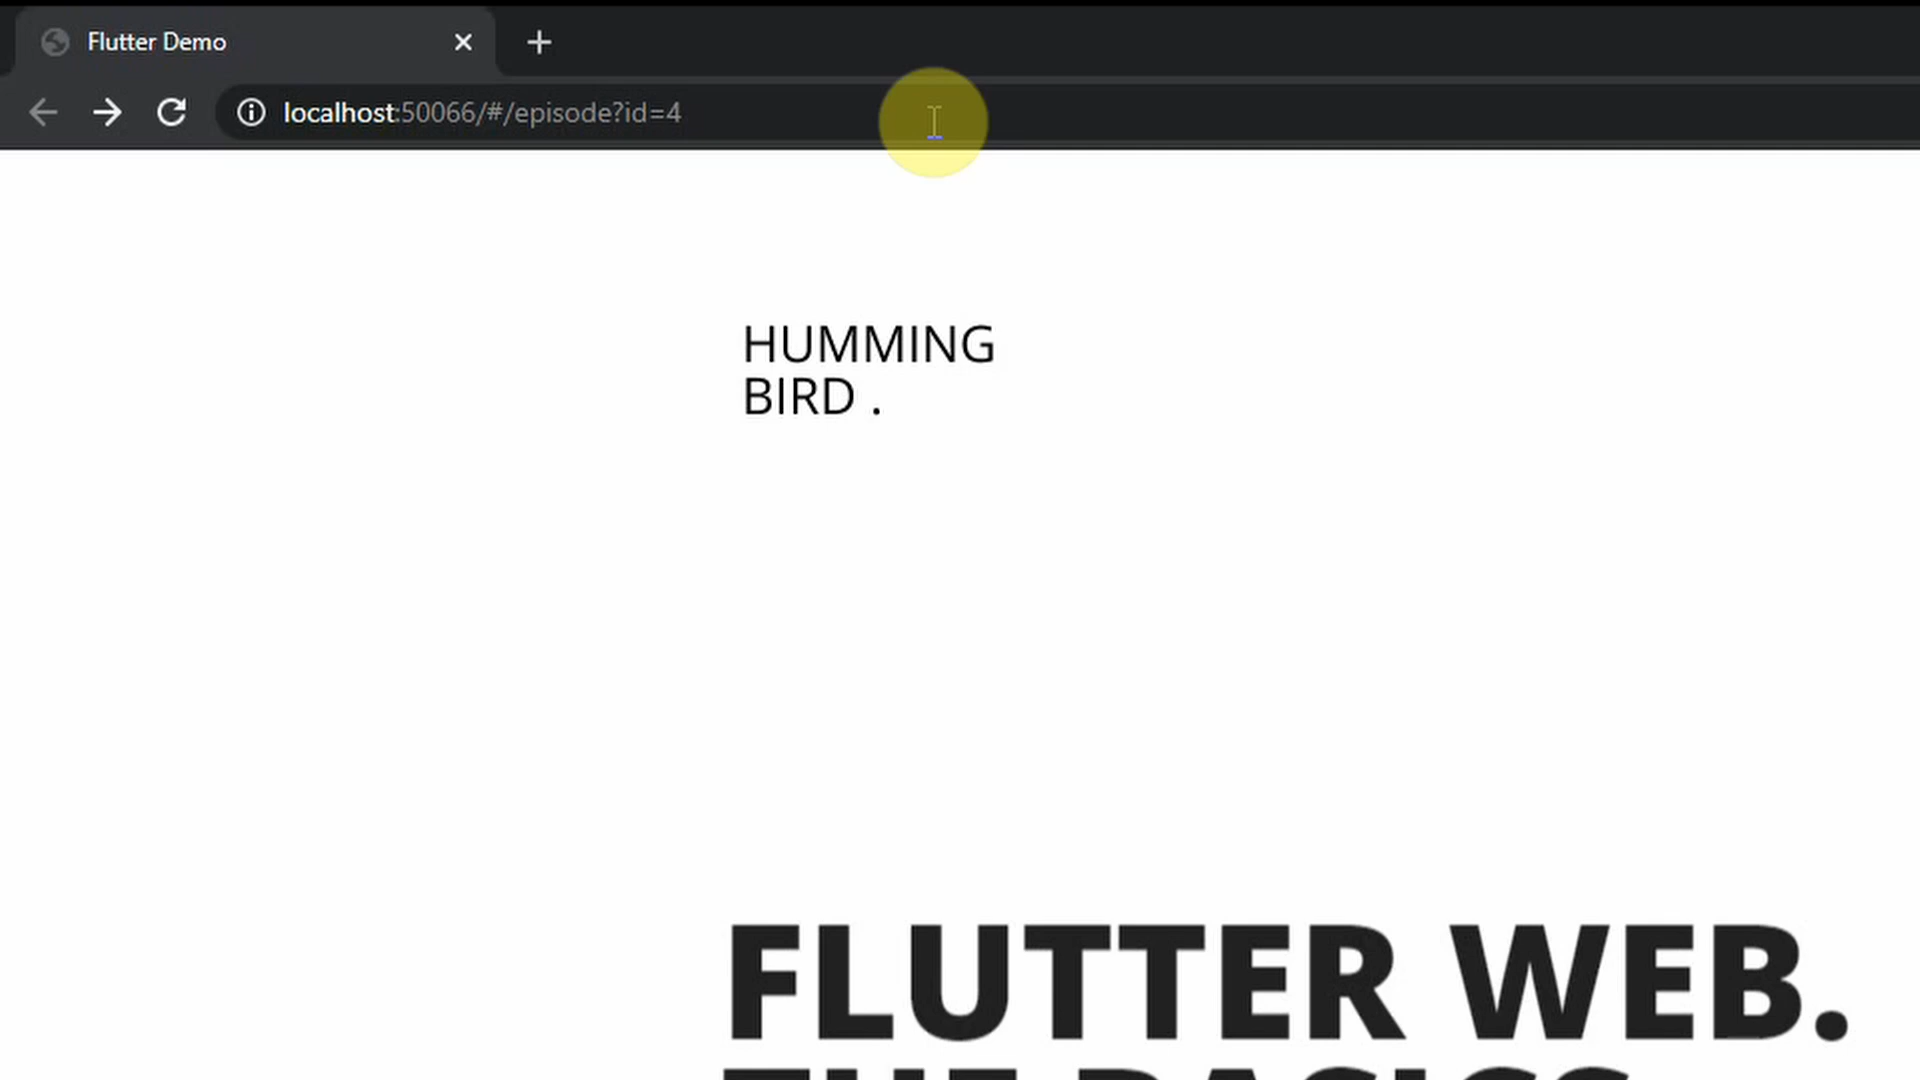 Flutter Demo
localhost:50066/#/episode?id=4
HUMMING
BIRD .
FLUTTER WEB.
THE BASICS